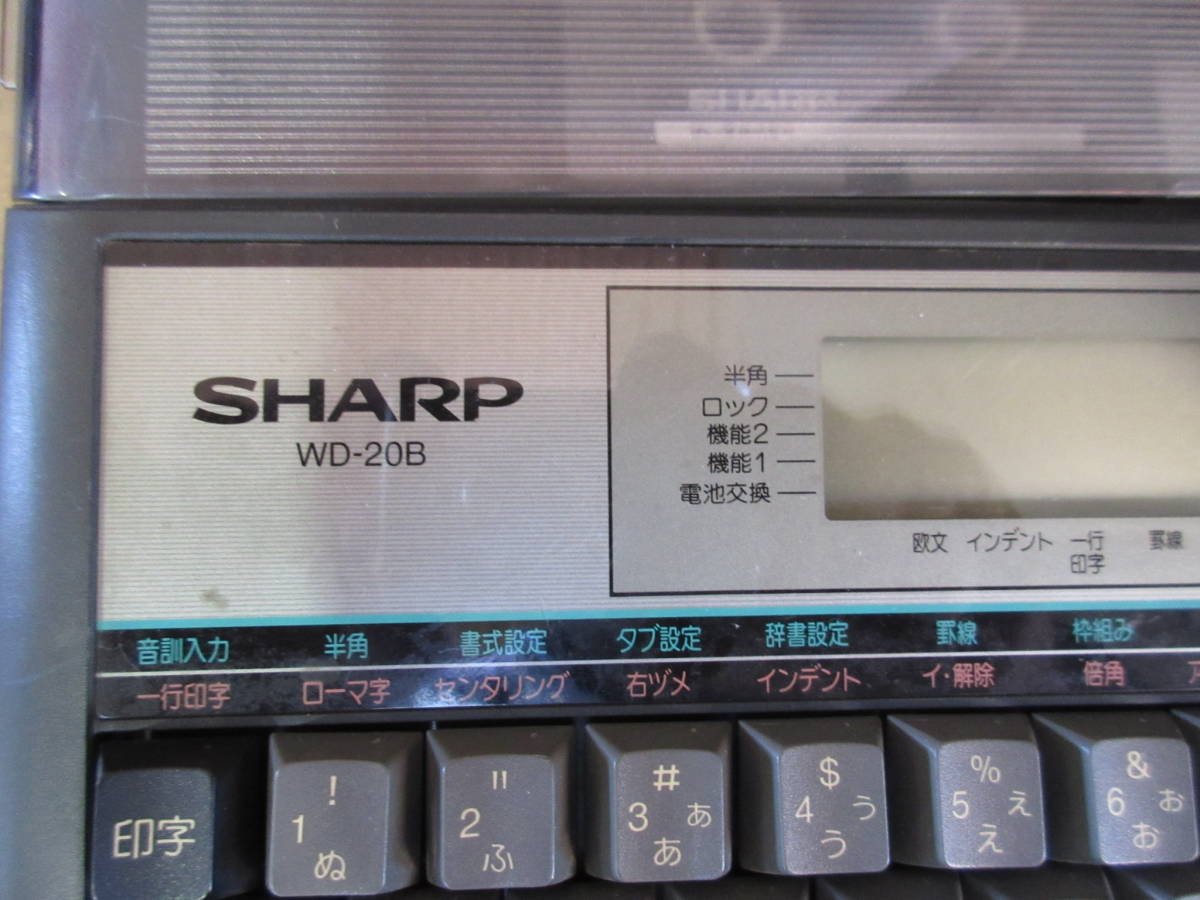 SHARP
SHARP
WD-20B
半角
ロック
機能2
機能1
電池交換
欧文 インデント 一行印字 罫線
音訓入力 半角 書式設定 タブ設定 辞書設定 罫線 枠組み
一行印字 ローマ字 センタリング 右ヅメ インデント イ・解除 倍角
印字
! 1 ぬ
" 2 ふ
# 3 ぁ あ
$ 4 ぅ う
% 5 ぇ え
& 6 ぉ お